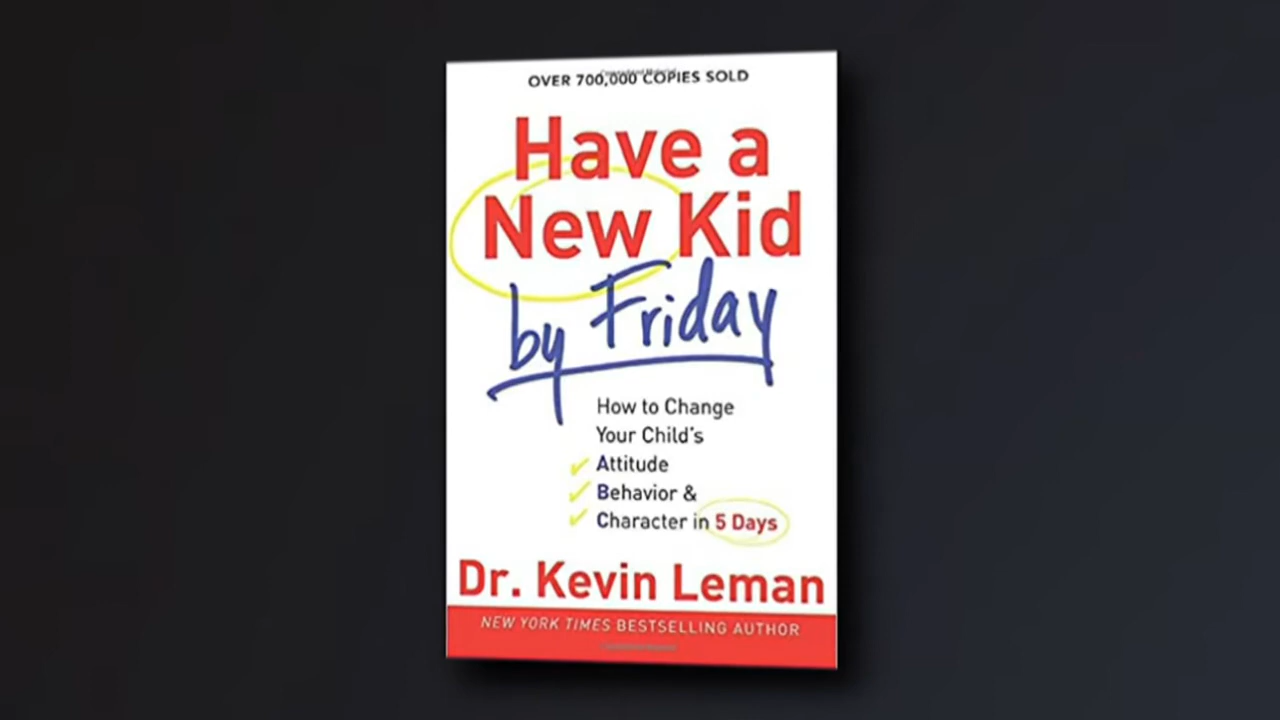 OVER 700,000 COPIES SOLD
Have a
New Kid
by Friday
How to Change
Your Child's
Attitude
Behavior &
Character in 5 Days
Dr. Kevin Leman
NEW YORK TIMES BESTSELLING AUTHOR